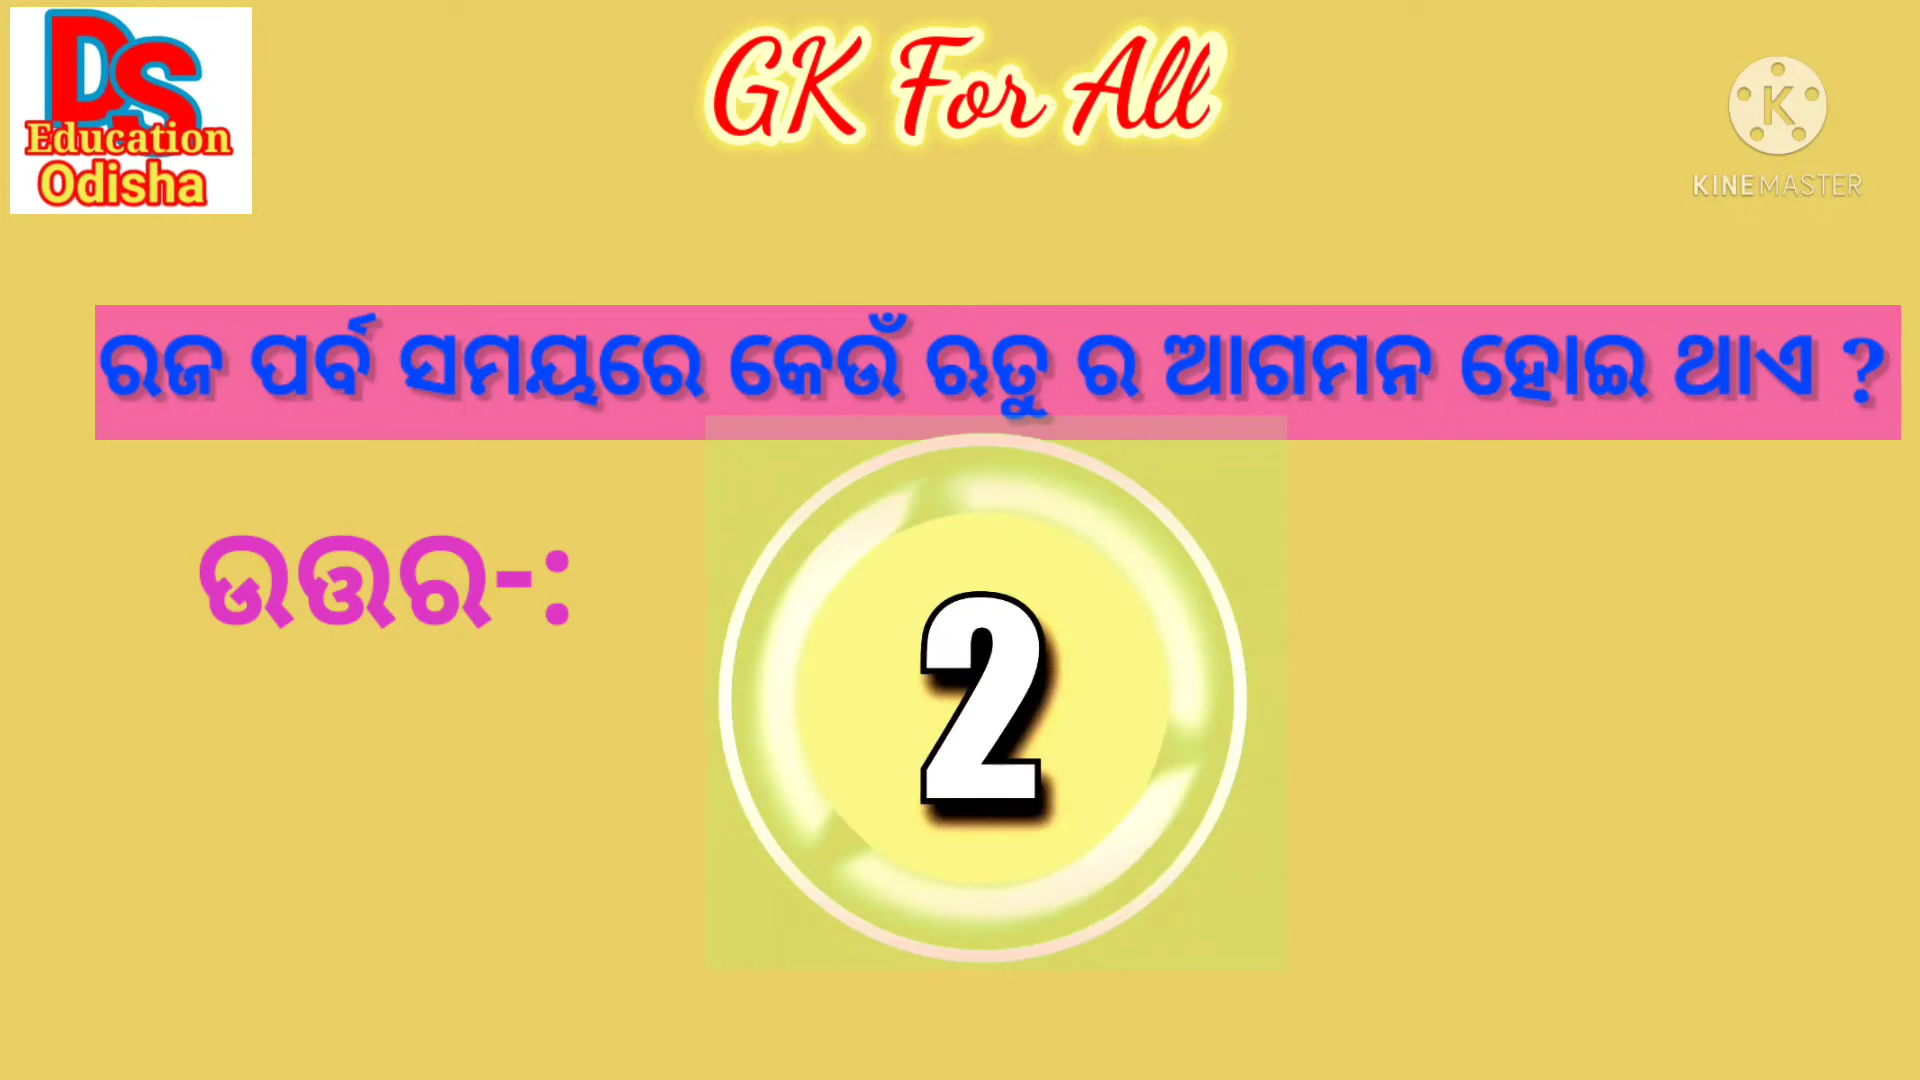 DS
Education
Odisha
GK For All
K
KINEMASTER
ରଜ ପର୍ବ ସମୟରେ କେଉଁ ଋତୁ ର ଆଗମନ ହୋଇ ଥାଏ ?
ଉତ୍ତର-:
2